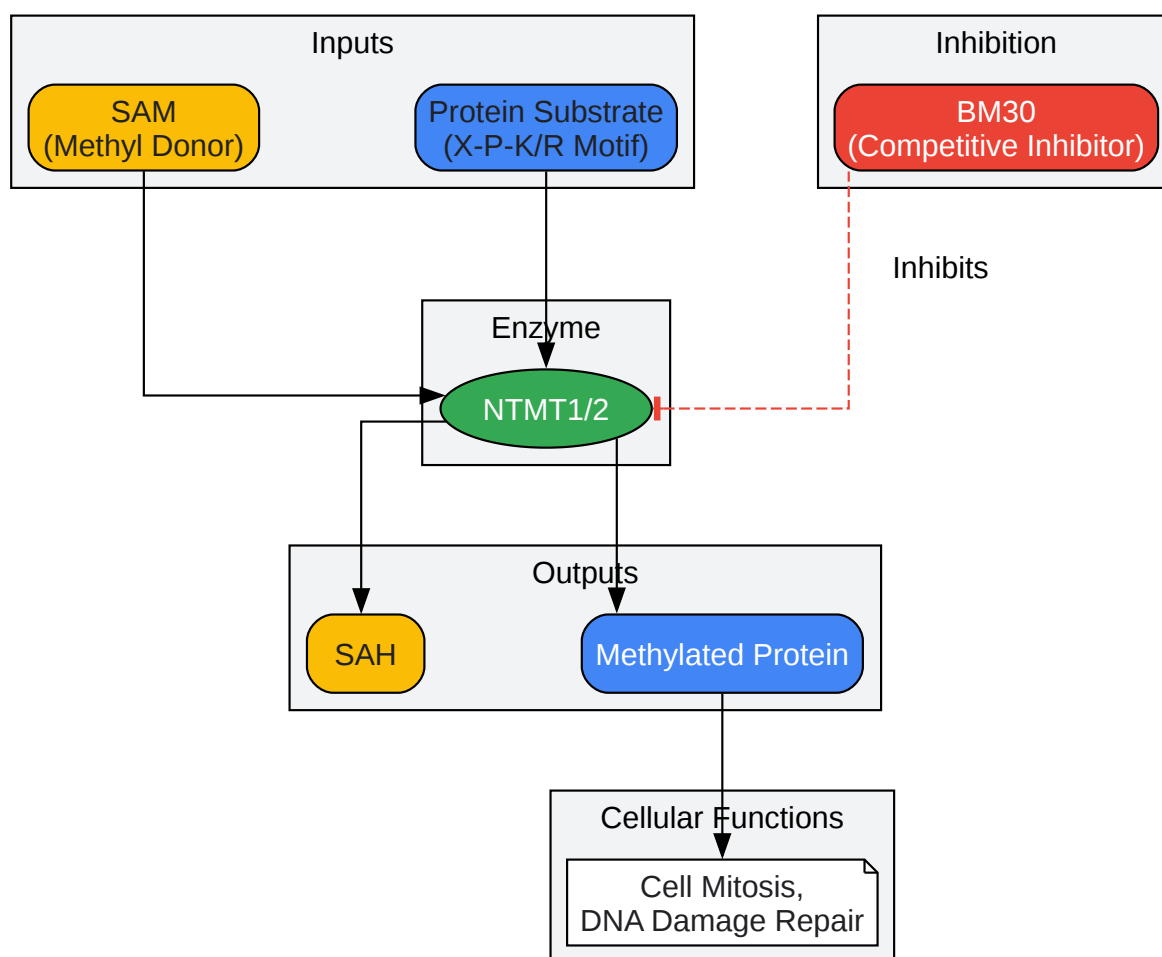 Inputs
Inhibition
SAM
(Methyl Donor)
Protein Substrate
(X-P-K/R Motif)
BM30
(Competitive Inhibitor)
Inhibits
Enzyme
NTMT1/2
Outputs
SAH
Methylated Protein
Cellular Functions
Cell Mitosis,
DNA Damage Repair